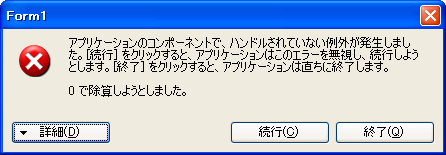 Form1
アプリケーションのコンポーネントで、ハンドルされていない例外が発生しまし
た。[続行] をクリックすると、アプリケーションはこのエラーを無視し、続行しよう
とします。[終了] をクリックすると、アプリケーションは直ちに終了します。
0 で除算しようとしました。
詳細(D) 続行(C) 終了(Q)